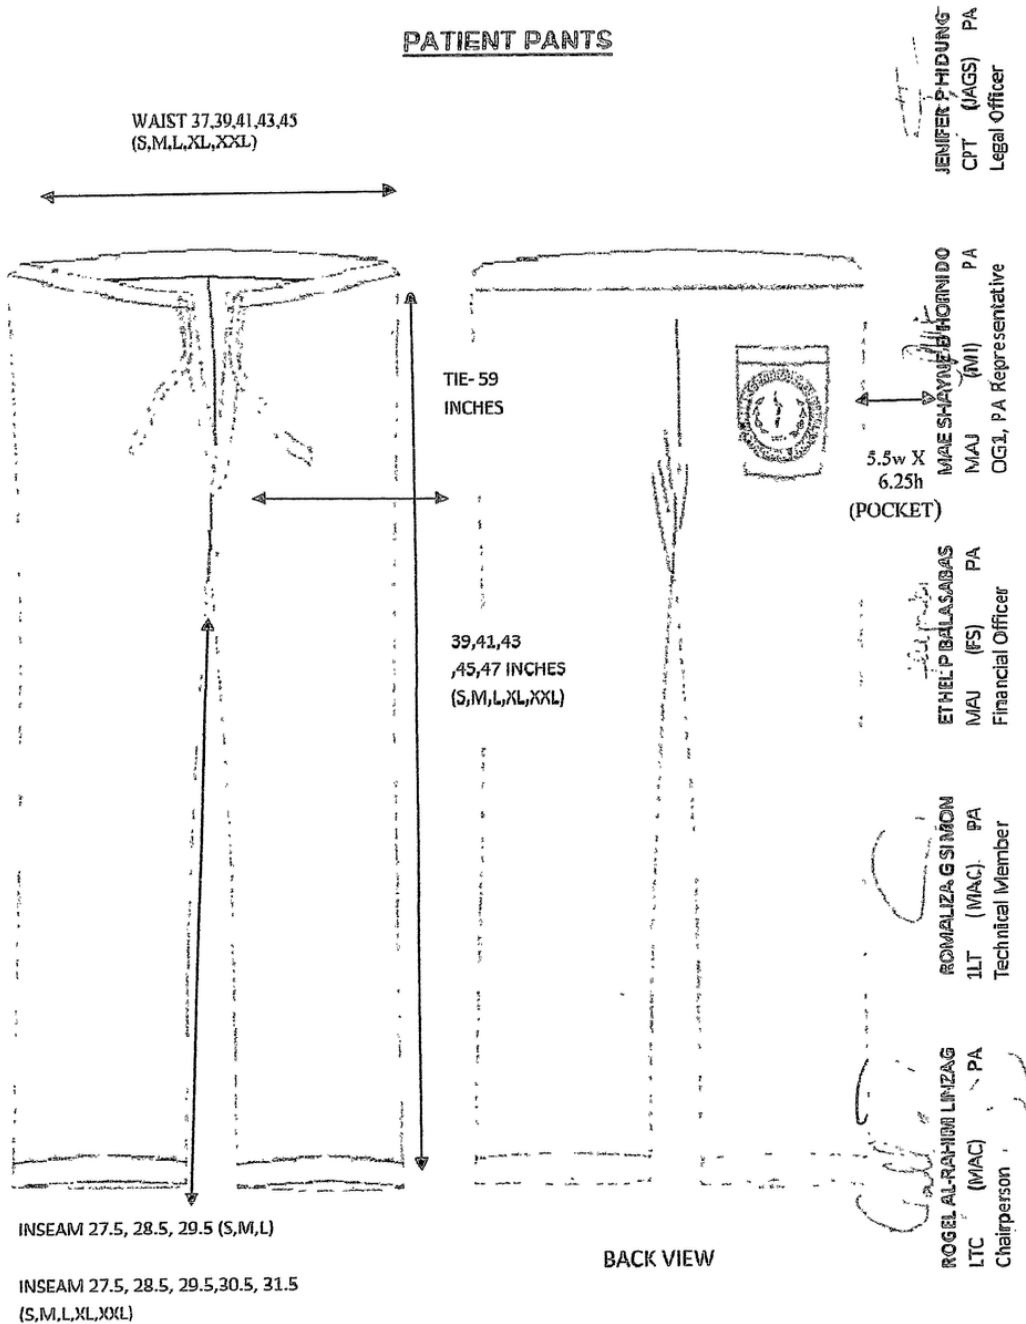 PATIENT PANTS
WAIST 37,39,41,43,45
(S,M,L,XL,XXL)
TIE- 59
INCHES
5.5w X
6.25h
(POCKET)
39,41,43
,45,47 INCHES
(S,M,L,XL,XXL)
INSEAM 27.5, 28.5, 29.5 (S,M,L)
INSEAM 27.5, 28.5, 29.5,30.5, 31.5
(S,M,L,XL,XXL)
BACK VIEW
ROGEL AL-RAHIM LIMZAG
LTC (MAC) PA
Chairperson
ROMALIZA G SIMON
1LT (MAC) PA
Technical Member
ETHEL P BALASABAS
MAJ (FS) PA
Financial Officer
MAE SHAYNE B HORNIDO
MAJ (MI) PA
OG1, PA Representative
JENIFER P HIDUNG
CPT (JAGS) PA
Legal Officer